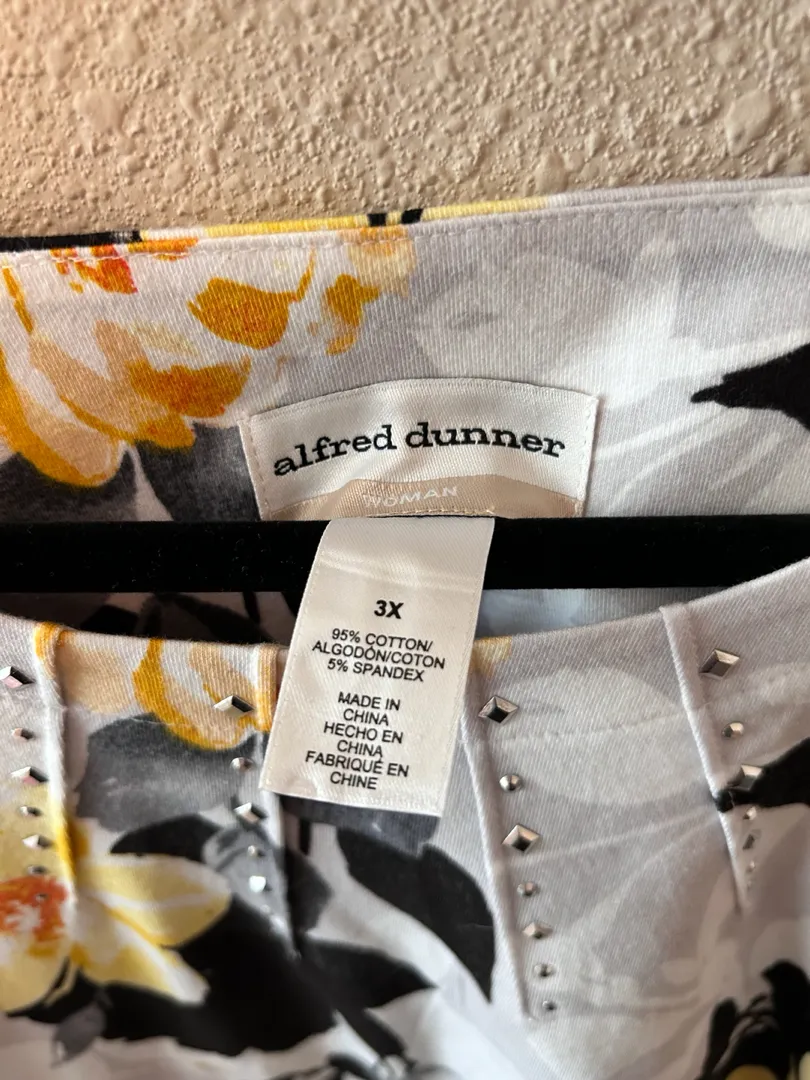 alfred dunner
WOMAN
3X
95% COTTON/
ALGODÓN/COTON
5% SPANDEX
MADE IN
CHINA
HECHO EN
CHINA
FABRIQUÉ EN
CHINE